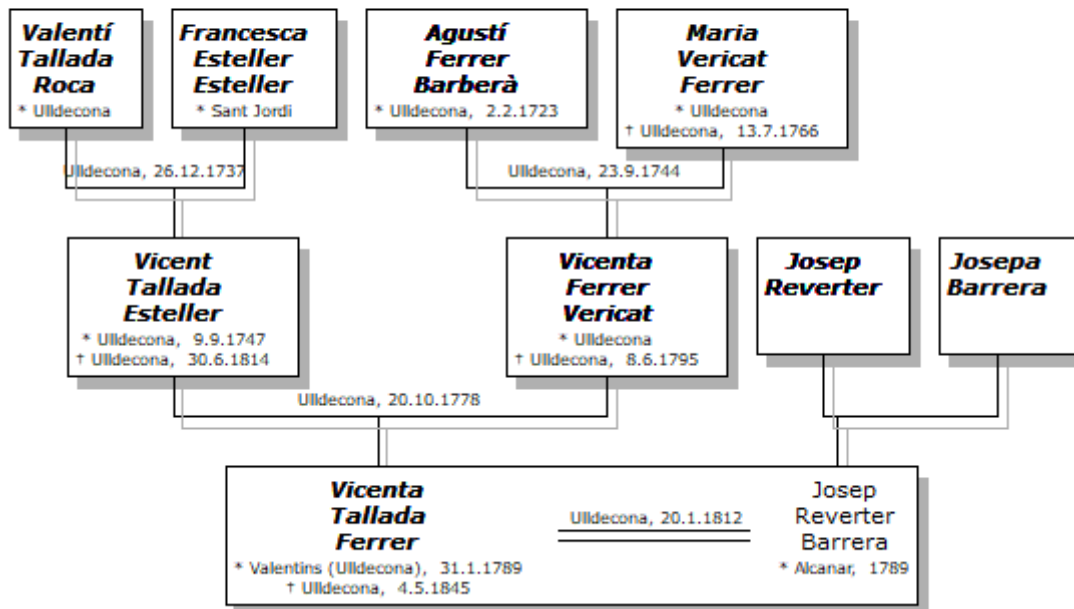 Valentí
Tallada
Roca
* Ulldecona
Francesca
Esteller
Esteller
* Sant Jordi
Agustí
Ferrer
Barberà
* Ulldecona, 2.2.1723
Maria
Vericat
Ferrer
* Ulldecona
† Ulldecona, 13.7.1766
Ulldecona, 26.12.1737
Ulldecona, 23.9.1744
Vicent
Tallada
Esteller
* Ulldecona, 9.9.1747
† Ulldecona, 30.6.1814
Vicenta
Ferrer
Vericat
* Ulldecona
† Ulldecona, 8.6.1795
Josep
Reverter
Josepa
Barrera
Ulldecona, 20.10.1778
Vicenta
Tallada
Ferrer
* Valentins (Ulldecona), 31.1.1789
† Ulldecona, 4.5.1845
Ulldecona, 20.1.1812
Josep
Reverter
Barrera
* Alcanar, 1789